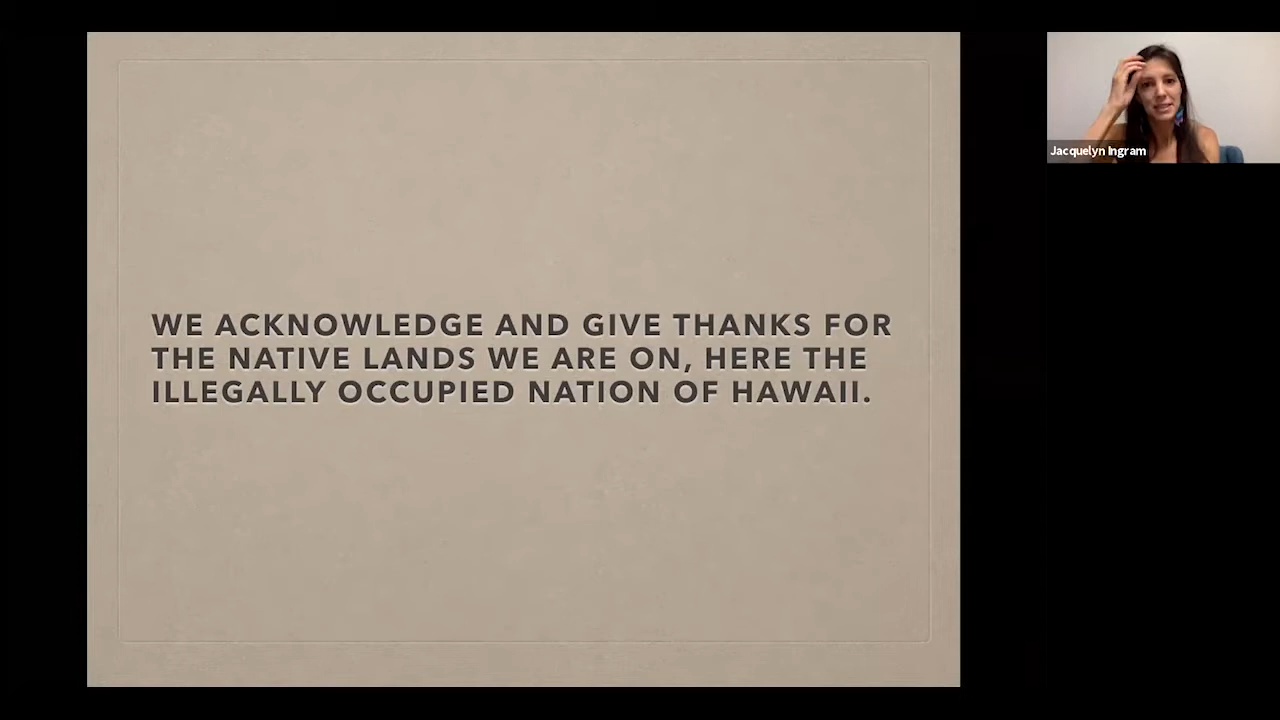 WE ACKNOWLEDGE AND GIVE THANKS FOR
THE NATIVE LANDS WE ARE ON, HERE THE
ILLEGALLY OCCUPIED NATION OF HAWAII.
Jacquelyn Ingram